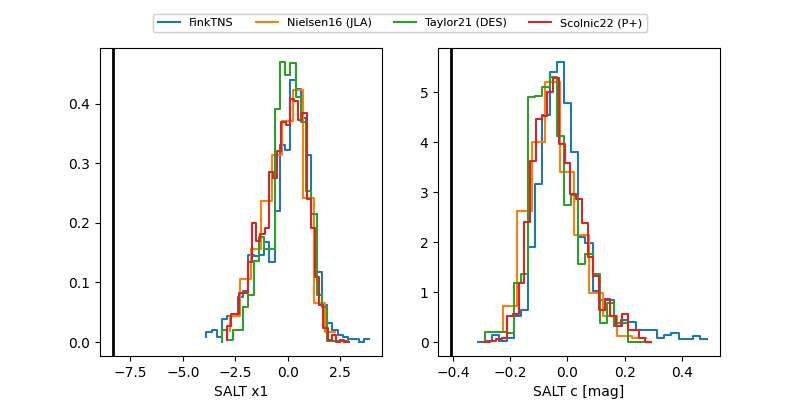 FinkTNS Nielsen16 (JLA) Taylor21 (DES) Scolnic22 (P+)
0.4
0.3
0.2
0.1
0.0
−7.5 −5.0 −2.5 0.0 2.5
SALT x1
5
4
3
2
1
0
−0.4 −0.2 0.0 0.2 0.4
SALT c [mag]